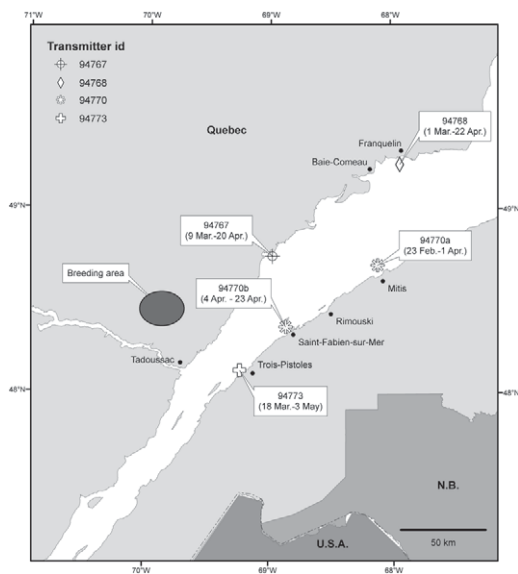 71°W
70°W
69°W
68°W
Transmitter id
94767
94768
94770
94773
Quebec
94768
(1 Mar.-22 Apr.)
Franquelin
Baie-Comeau
49°N
49°N
94767
(9 Mar.-20 Apr.)
94770a
(23 Feb.-1 Apr.)
Breeding area
94770b
(4 Apr. - 23 Apr.)
Mitis
Rimouski
Saint-Fabien-sur-Mer
Tadoussac
Trois-Pistoles
48°N
48°N
94773
(18 Mar.-3 May)
N.B.
U.S.A.
50 km
70°W
69°W
68°W